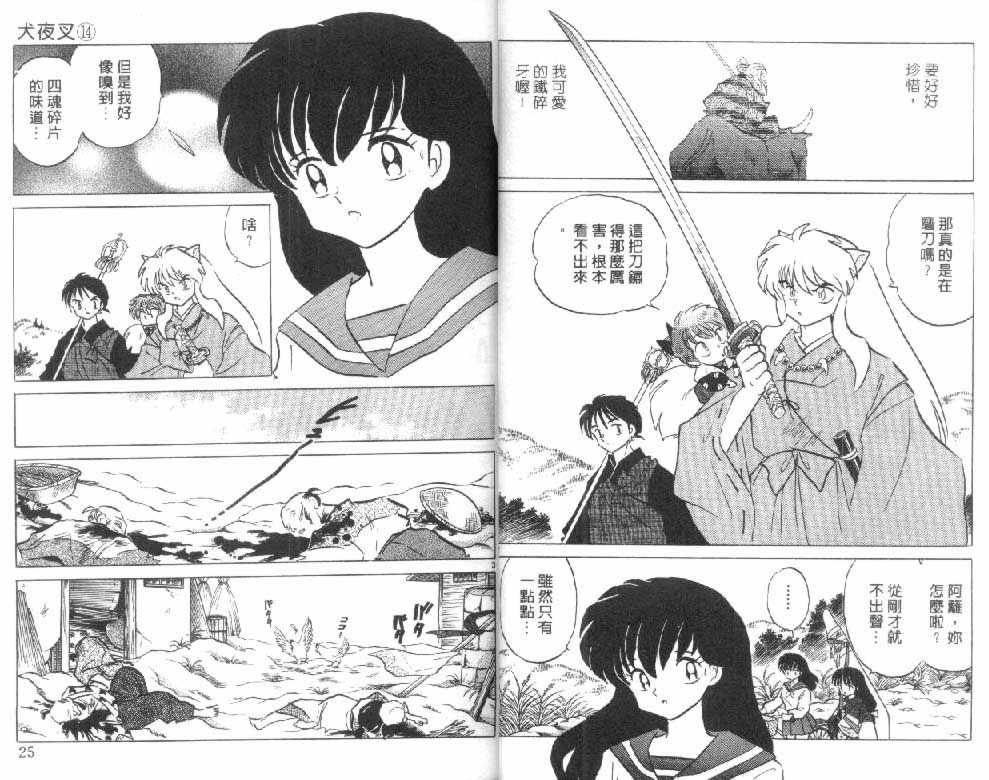 要好好
珍惜，
我可愛
的鐵碎
牙喔！
那真的是在
磨刀嗎？
這把刀鏽
得那麼厲
害，根本
看不出來
。
阿籬，妳
怎麼啦？
從剛才就
不出聲…
……
雖然只有
一點點…
犬夜叉⑭
但是我好
像嗅到…
四魂碎片
的味道…
啥？
25